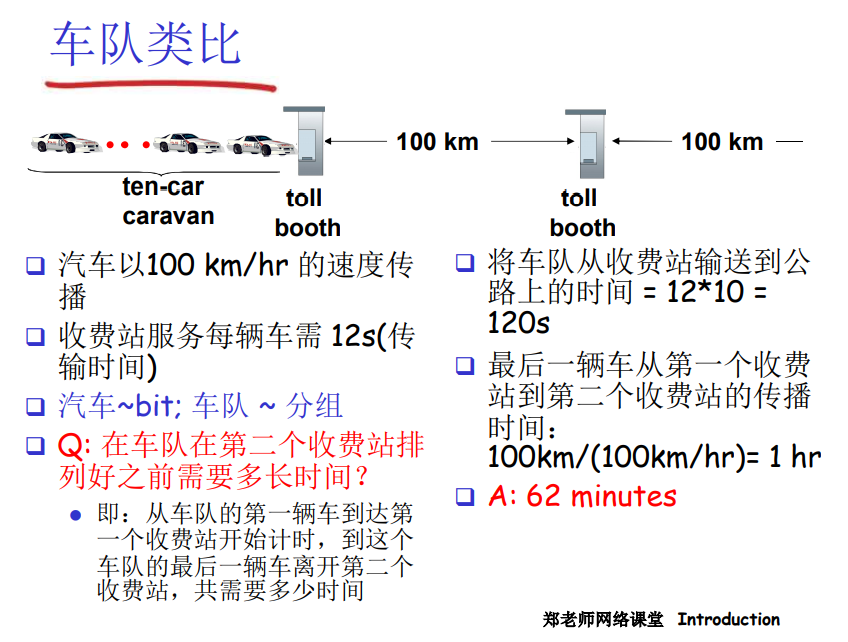 车队类比
100 km
100 km
ten-car
caravan
toll
booth
toll
booth
汽车以100 km/hr 的速度传
播
收费站服务每辆车需 12s(传
输时间)
汽车~bit; 车队 ~ 分组
Q: 在车队在第二个收费站排
列好之前需要多长时间？
即：从车队的第一辆车到达第
一个收费站开始计时，到这个
车队的最后一辆车离开第二个
收费站，共需要多少时间
将车队从收费站输送到公
路上的时间 = 12*10 =
120s
最后一辆车从第一个收费
站到第二个收费站的传播
时间：
100km/(100km/hr)= 1 hr
A: 62 minutes
郑老师网络课堂 Introduction